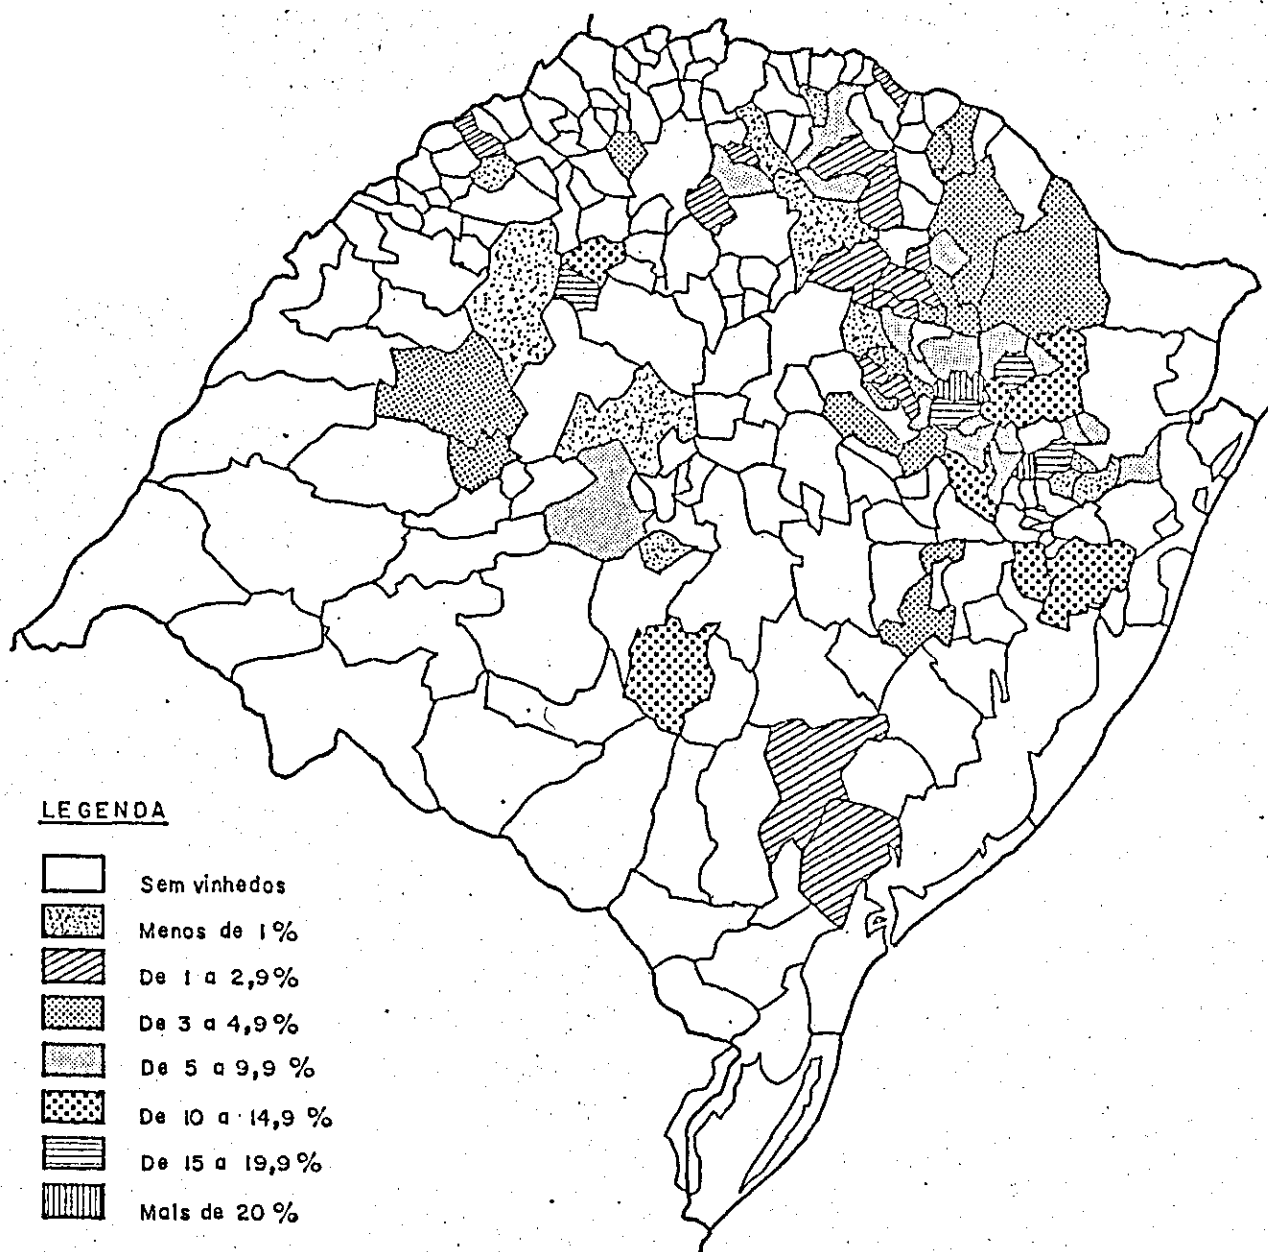 LEGENDA
Sem vinhedos
Menos de 1%
De 1 a 2,9%
De 3 a 4,9%
De 5 a 9,9 %
De 10 a 14,9 %
De 15 a 19,9%
Mais de 20 %